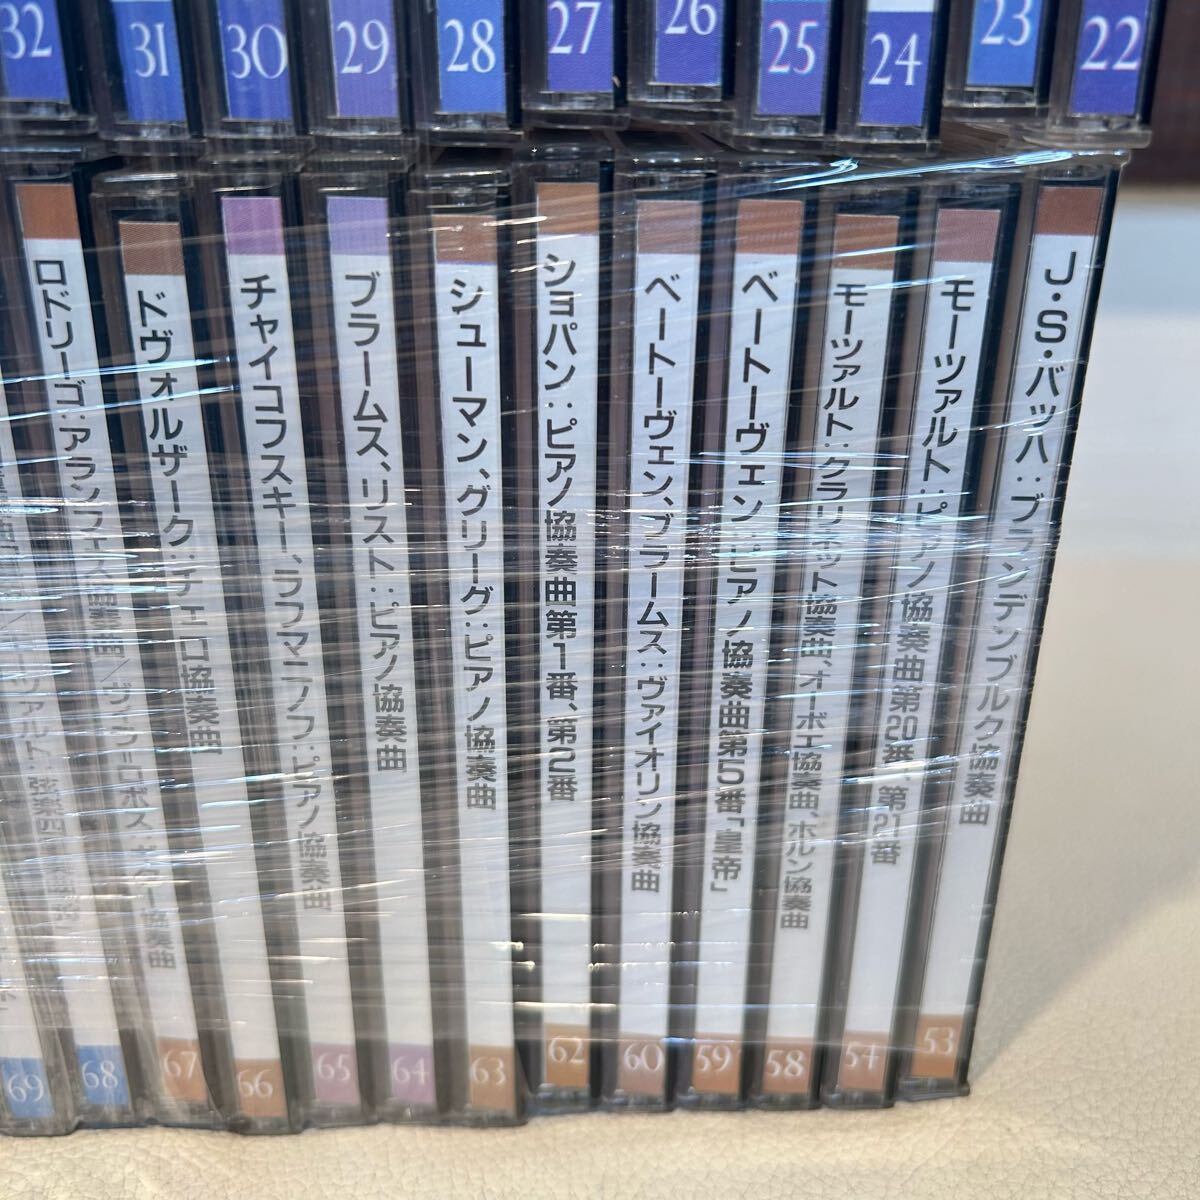 32
31
30
29
28
27
26
25
24
23
22
J・S・バッハ：ブランデンブルク協奏曲
53
モーツァルト：ピアノ協奏曲第20番、第21番
54
モーツァルト：クラリネット協奏曲、オーボエ協奏曲、ホルン協奏曲
58
ベートーヴェン：ピアノ協奏曲第5番「皇帝」
59
ベートーヴェン、ブラームス：ヴァイオリン協奏曲
60
ショパン：ピアノ協奏曲第1番、第2番
62
シューマン、グリーグ：ピアノ協奏曲
63
ブラームス、リスト：ピアノ協奏曲
64
チャイコフスキー、ラフマニノフ：ピアノ協奏曲
65
ドヴォルザーク：チェロ協奏曲
66
ロドリーゴ：アランフェス協奏曲／ヴィラ＝ロボス：ギター協奏曲
67
68
69